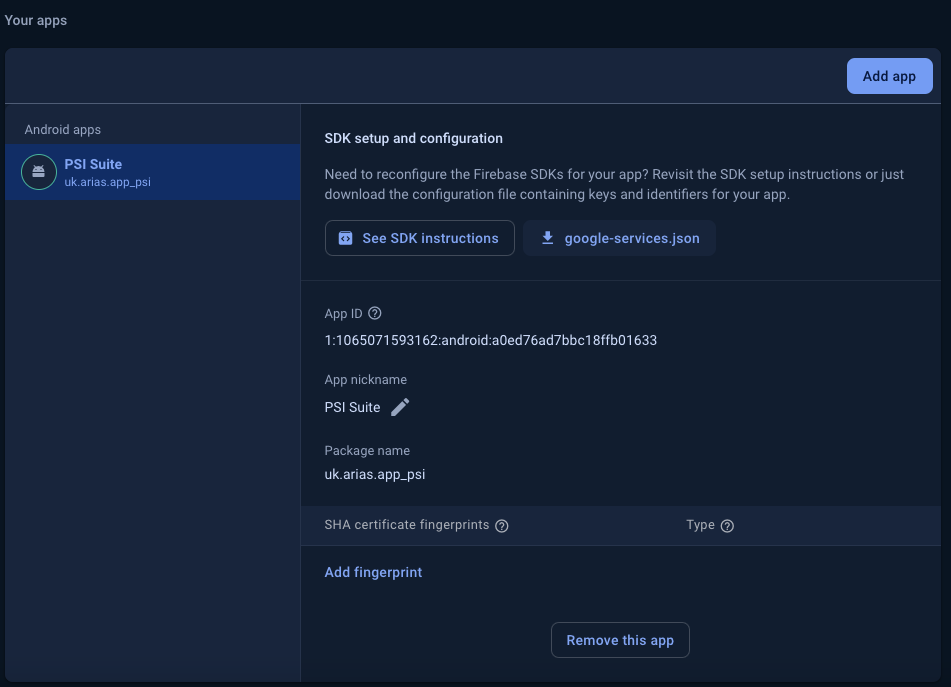 Your apps
Add app
Android apps
PSI Suite
uk.arias.app_psi
SDK setup and configuration
Need to reconfigure the Firebase SDKs for your app? Revisit the SDK setup instructions or just
download the configuration file containing keys and identifiers for your app.
See SDK instructions
google-services.json
App ID
1:1065071593162:android:a0ed76ad7bbc18ffb01633
App nickname
PSI Suite
Package name
uk.arias.app_psi
SHA certificate fingerprints
Type
Add fingerprint
Remove this app